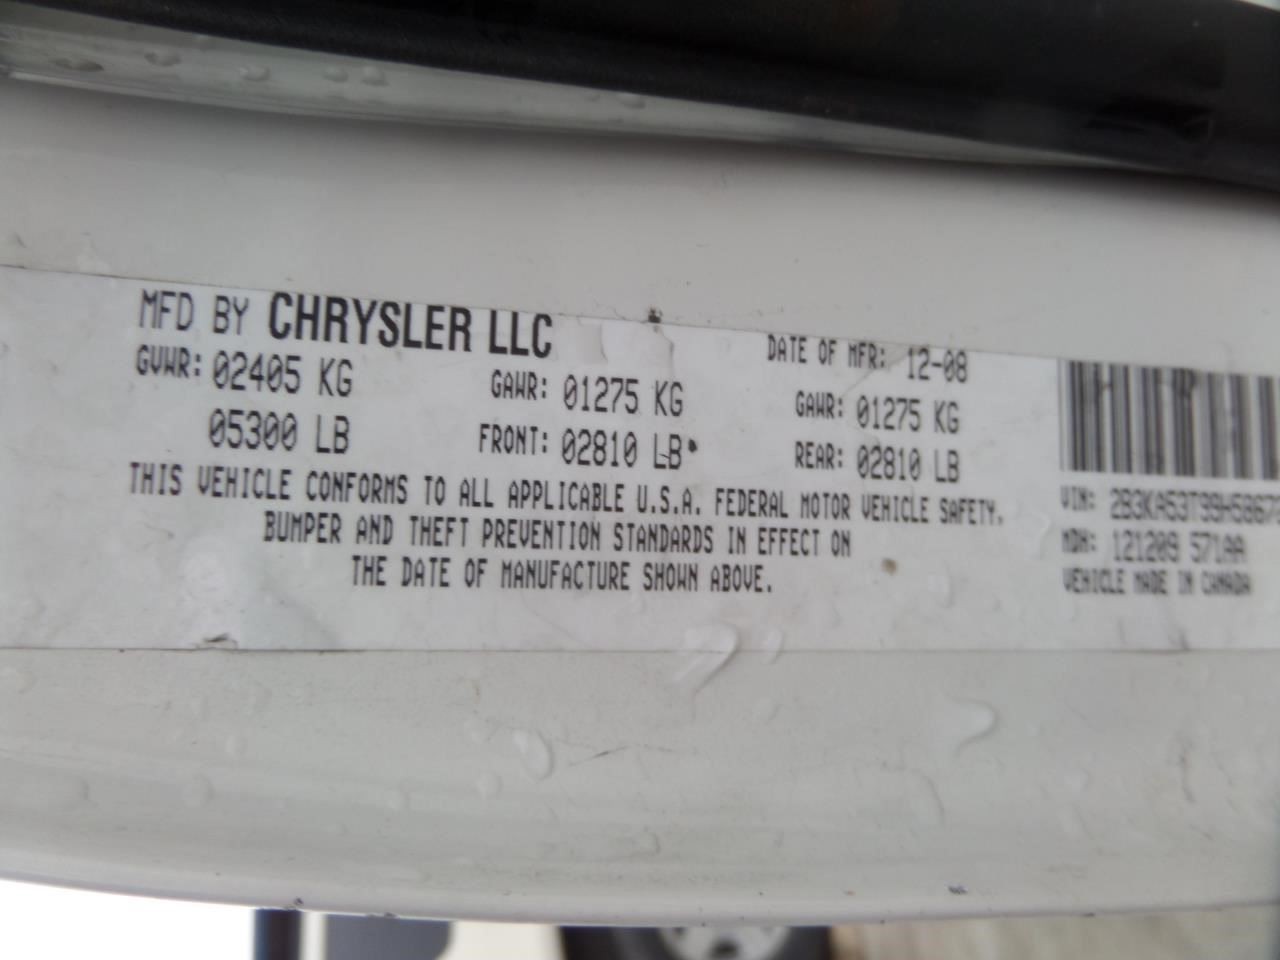 MFD BY CHRYSLER LLC
DATE OF MFR: 12-08
GVWR: 02405 KG
05300 LB
GAWR: 01275 KG
FRONT: 02810 LB
GAWR: 01275 KG
REAR: 02810 LB
THIS VEHICLE CONFORMS TO ALL APPLICABLE U.S.A. FEDERAL MOTOR VEHICLE SAFETY,
BUMPER AND THEFT PREVENTION STANDARDS IN EFFECT ON
THE DATE OF MANUFACTURE SHOWN ABOVE.
VIN:
MDH: 121209 571AA
VEHICLE MADE IN CANADA